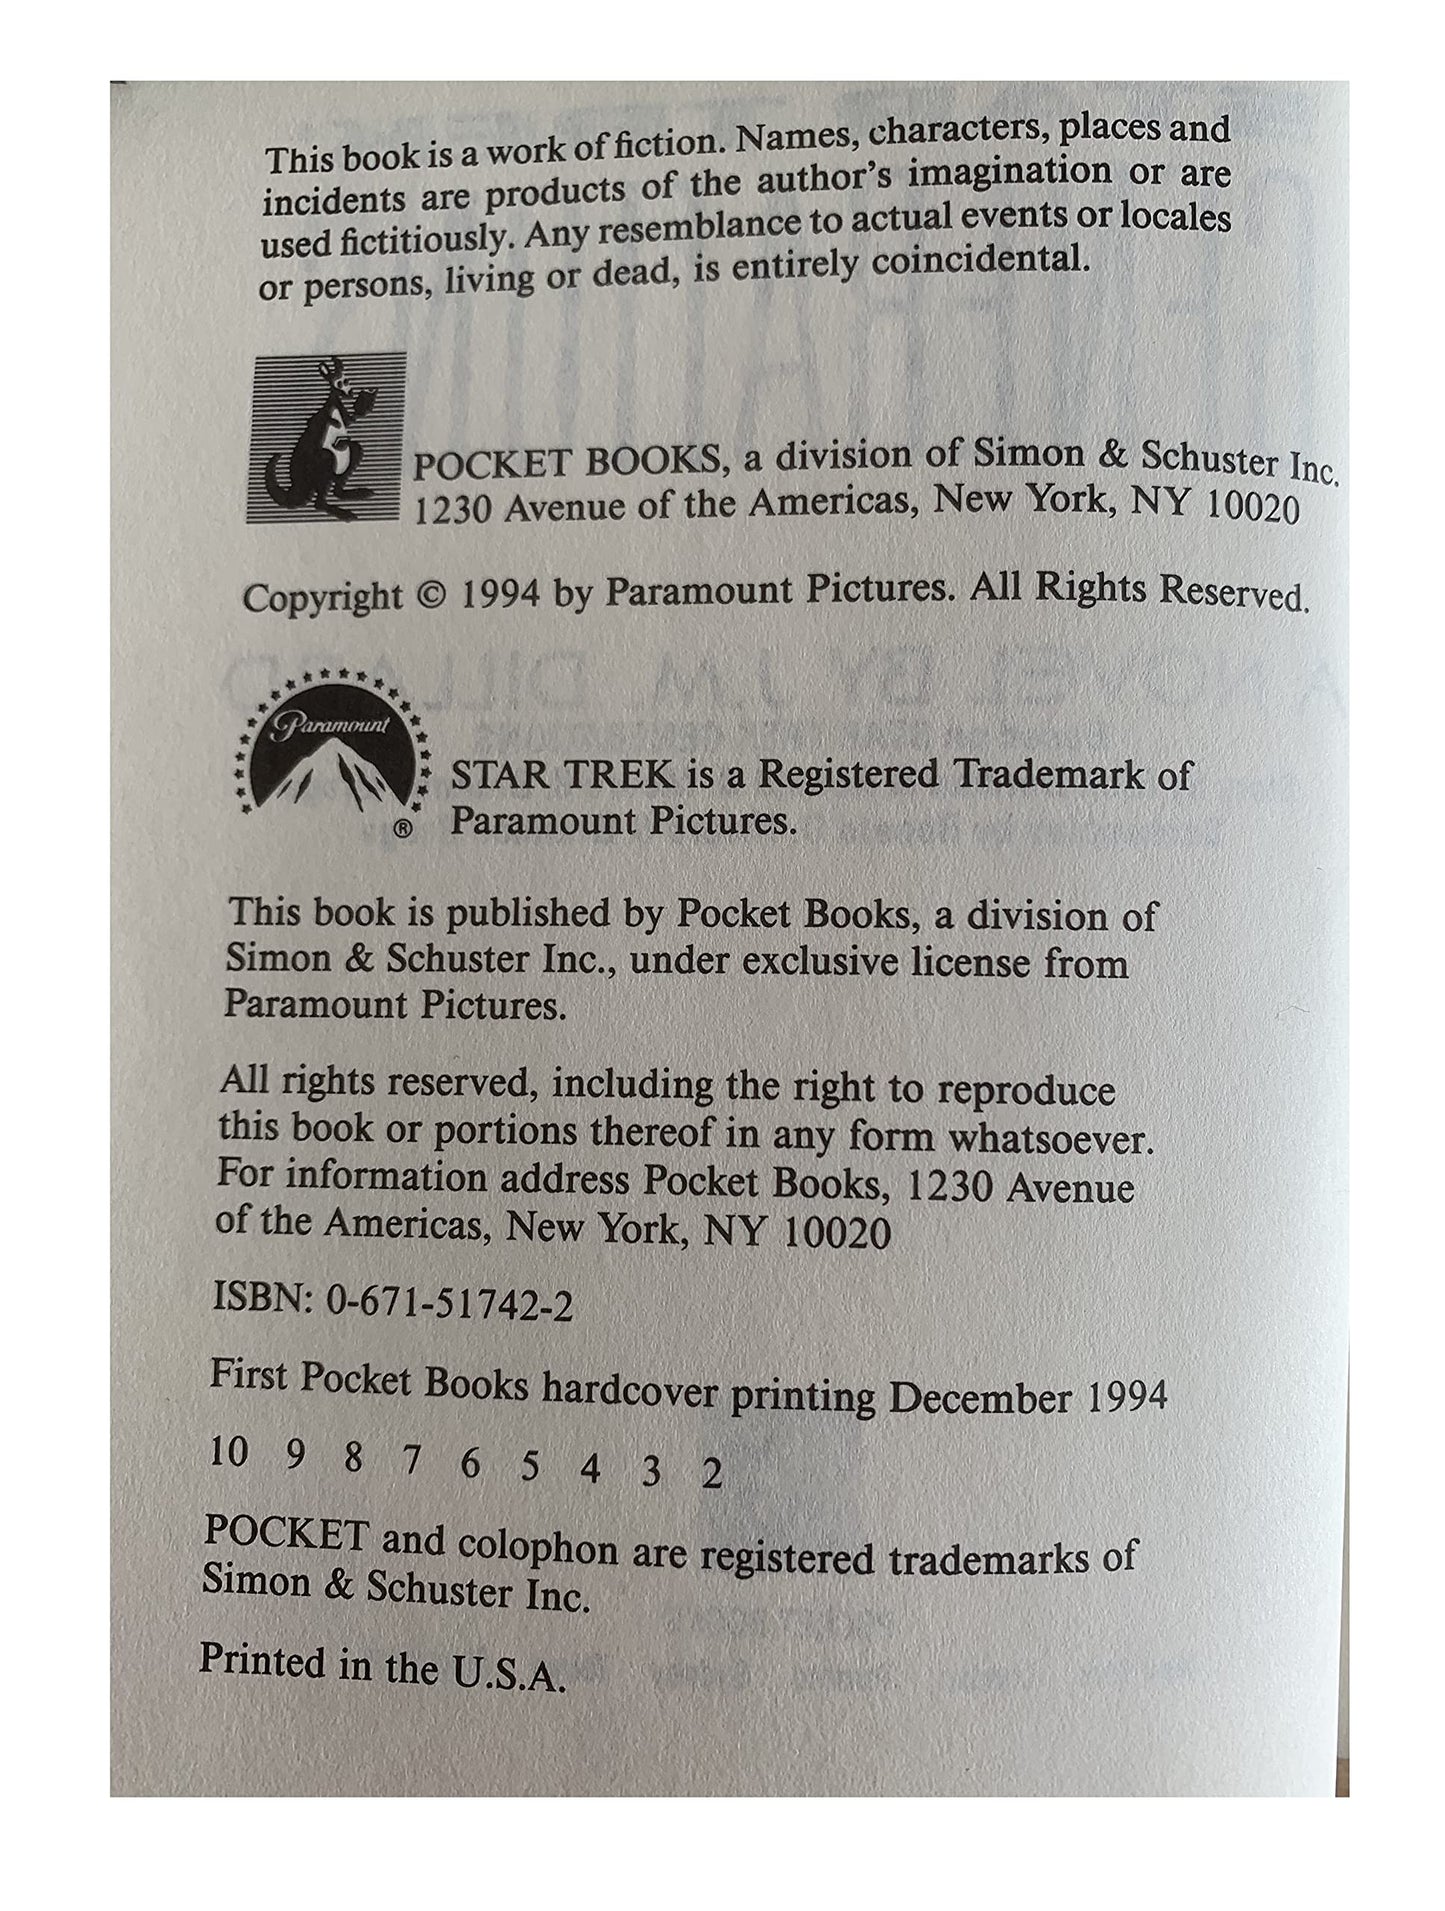 This book is a work of fiction. Names, characters, places and
incidents are products of the author's imagination or are
used fictitiously. Any resemblance to actual events or locales
or persons, living or dead, is entirely coincidental.
POCKET BOOKS, a division of Simon & Schuster Inc.
1230 Avenue of the Americas, New York, NY 10020
Copyright © 1994 by Paramount Pictures. All Rights Reserved.
Paramount
®
STAR TREK is a Registered Trademark of
Paramount Pictures.
This book is published by Pocket Books, a division of
Simon & Schuster Inc., under exclusive license from
Paramount Pictures.
All rights reserved, including the right to reproduce
this book or portions thereof in any form whatsoever.
For information address Pocket Books, 1230 Avenue
of the Americas, New York, NY 10020
ISBN: 0-671-51742-2
First Pocket Books hardcover printing December 1994
10 9 8 7 6 5 4 3 2
POCKET and colophon are registered trademarks of
Simon & Schuster Inc.
Printed in the U.S.A.